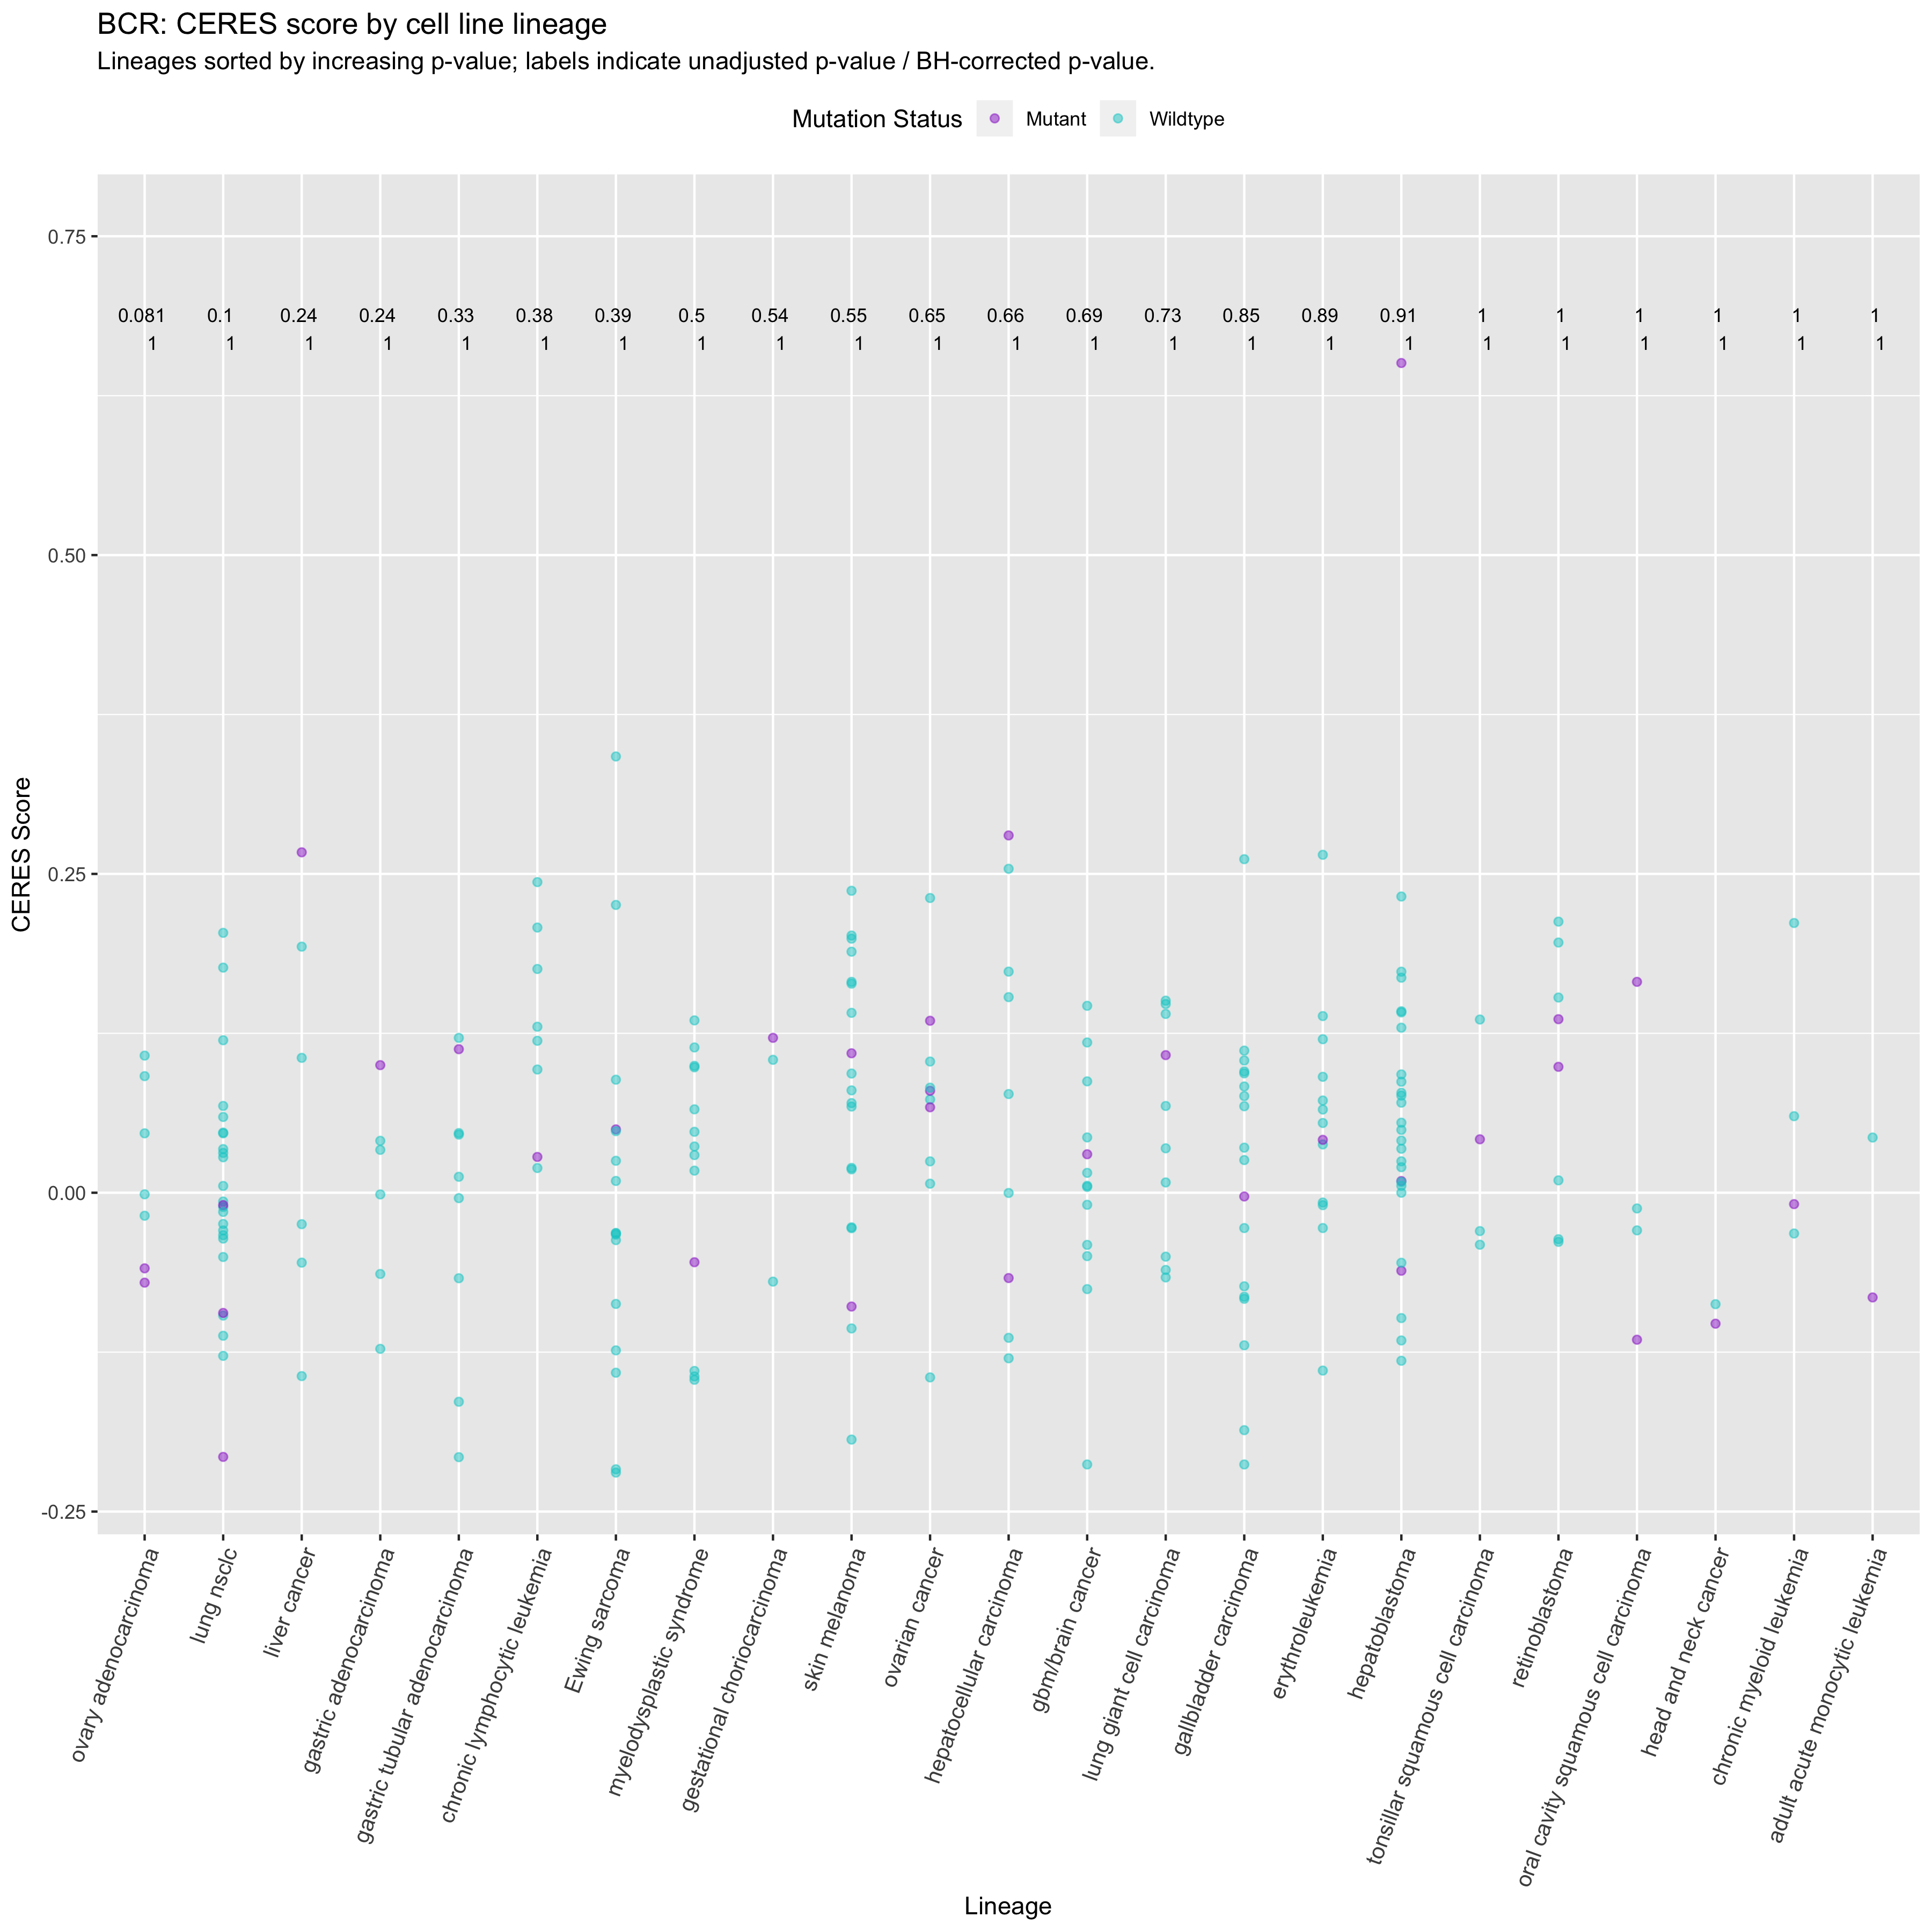 BCR: CERES score by cell line lineage
Lineages sorted by increasing p-value; labels indicate unadjusted p-value / BH-corrected p-value.
Mutation Status Mutant Wildtype
0.75
0.081 0.1 0.24 0.24 0.33 0.38 0.39 0.5 0.54 0.55 0.65 0.66 0.69 0.73 0.85 0.89 0.91 1 1 1 1 1 1
1 1 1 1 1 1 1 1 1 1 1 1 1 1 1 1 1 1 1 1 1 1 1
0.50
CERES Score
0.25
0.00
-0.25
ovary adenocarcinoma
lung nsclc
liver cancer
gastric adenocarcinoma
gastric tubular adenocarcinoma
chronic lymphocytic leukemia
Ewing sarcoma
myelodysplastic syndrome
gestational choriocarcinoma
skin melanoma
ovarian cancer
hepatocellular carcinoma
gbm/brain cancer
lung giant cell carcinoma
gallbladder carcinoma
erythroleukemia
hepatoblastoma
tonsillar squamous cell carcinoma
retinoblastoma
oral cavity squamous cell carcinoma
head and neck cancer
chronic myeloid leukemia
adult acute monocytic leukemia
Lineage